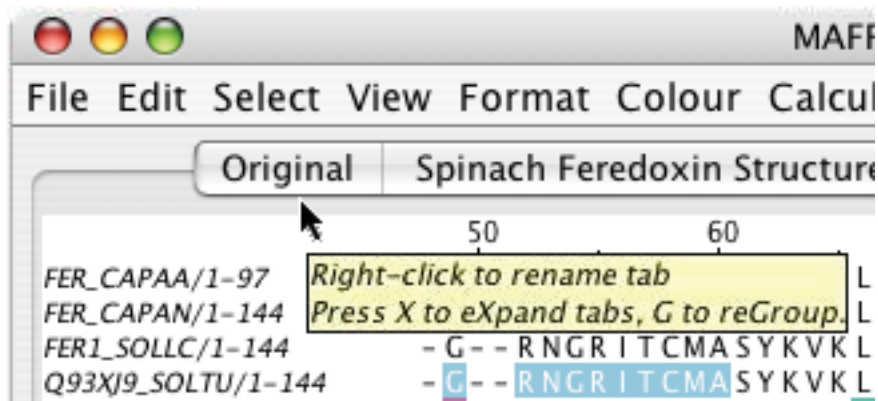 MAFF
File Edit Select View Format Colour Calcul
Original Spinach Feredoxin Structure
50 60
FER_CAPAA/1-97 Right-click to rename tab L
FER_CAPAN/1-144 Press X to eXpand tabs, G to reGroup. L
FER1_SOLLC/1-144 -G--RNGRITCMASYKVKL
Q93XJ9_SOLTU/1-144 -G--RNGRITCMASYKVKL